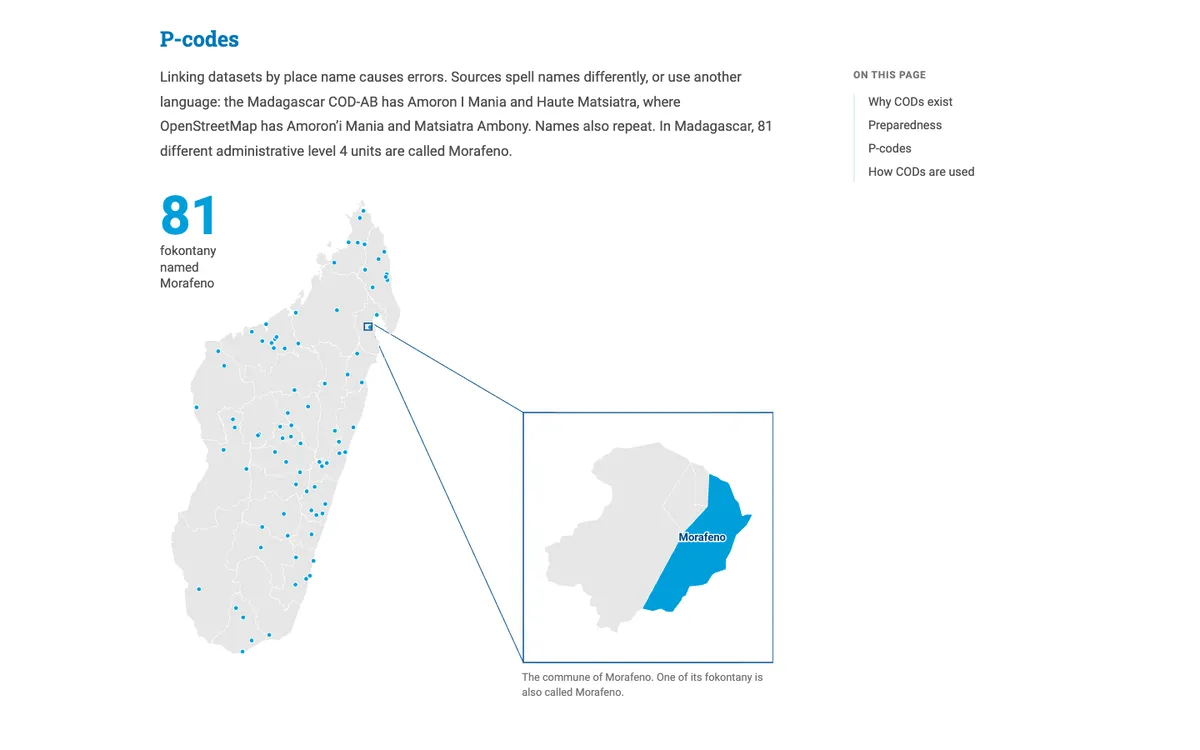 P-codes
Linking datasets by place name causes errors. Sources spell names differently, or use another
language: the Madagascar COD-AB has Amoron I Mania and Haute Matsiatra, where
OpenStreetMap has Amoron’i Mania and Matsiatra Ambony. Names also repeat. In Madagascar, 81
different administrative level 4 units are called Morafeno.
ON THIS PAGE
Why CODs exist
Preparedness
P-codes
How CODs are used
81
fokontany
named
Morafeno
Morafeno
The commune of Morafeno. One of its fokontany is
also called Morafeno.